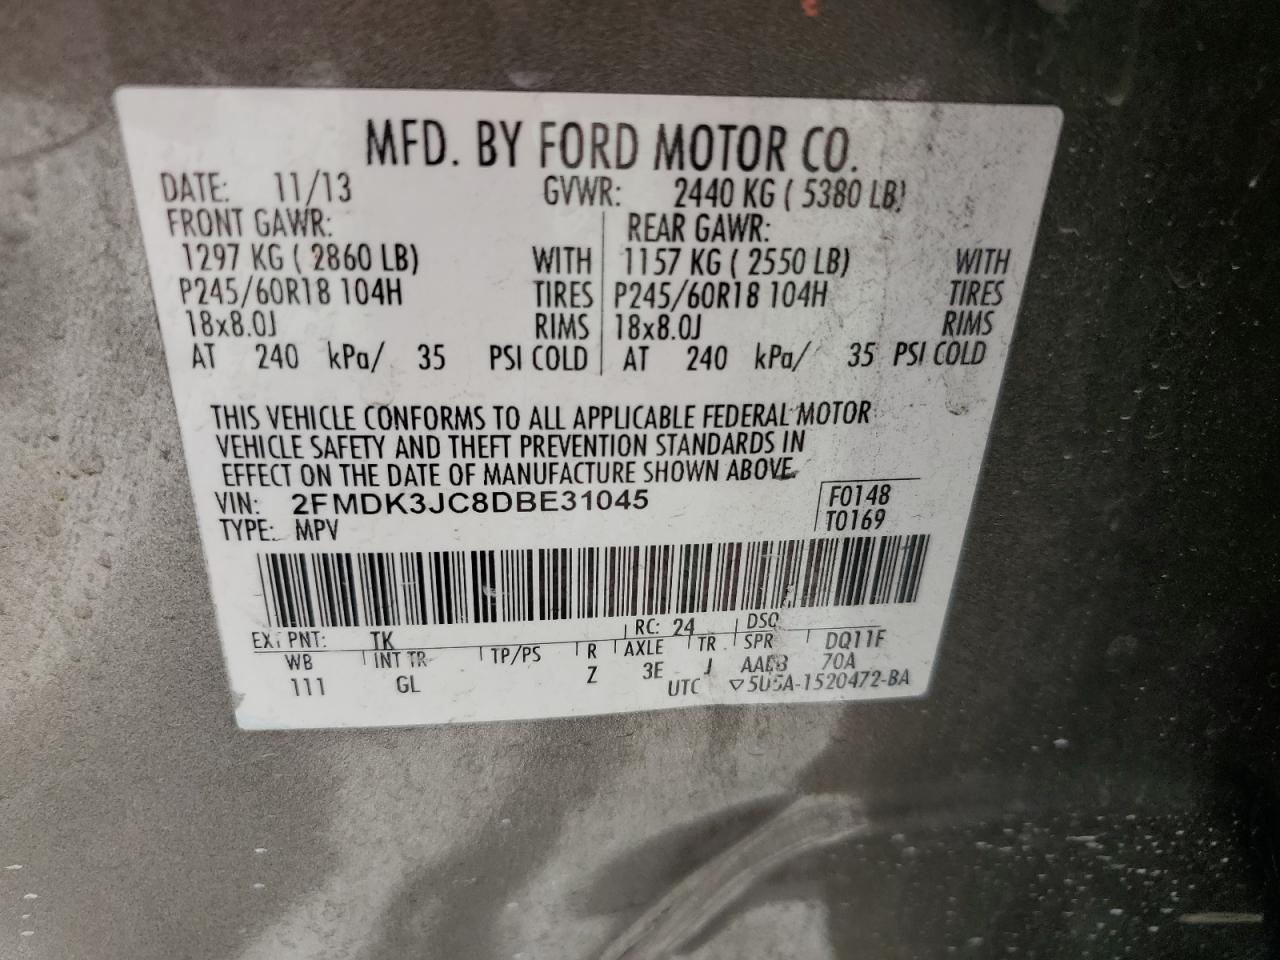 MFD. BY FORD MOTOR CO.
DATE: 11/13 GVWR: 2440 KG ( 5380 LB)
FRONT GAWR: REAR GAWR:
1297 KG ( 2860 LB) WITH 1157 KG ( 2550 LB) WITH
P245/60R18 104H TIRES P245/60R18 104H TIRES
18x8.0J RIMS 18x8.0J RIMS
AT 240 kPa/ 35 PSI COLD AT 240 kPa/ 35 PSI COLD
THIS VEHICLE CONFORMS TO ALL APPLICABLE FEDERAL MOTOR
VEHICLE SAFETY AND THEFT PREVENTION STANDARDS IN
EFFECT ON THE DATE OF MANUFACTURE SHOWN ABOVE.
VIN: 2FMDK3JC8DBE31045 F0148
TYPE: MPV T0169
EXT PNT: TK RC: 24 DSO
WB INT TR TP/PS R AXLE TR SPR DQ11F
111 GL Z 3E J 70A
UTC ▽5U5A-1520472-BA